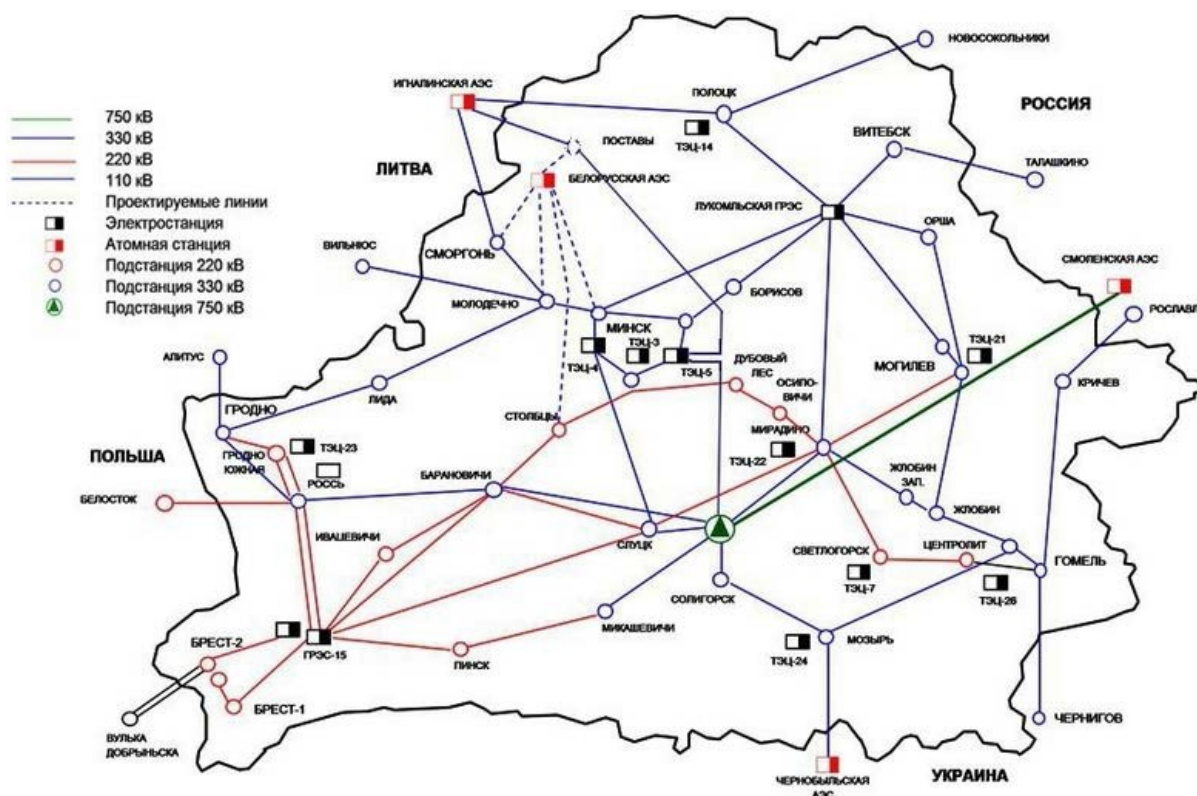 НОВОСОКОЛЬНИКИ
ИГНАЛИНСКАЯ АЭС
ПОЛОЦК
РОССИЯ
750 кВ
330 кВ
220 кВ
110 кВ
Проектируемые линии
Электростанция
Атомная станция
Подстанция 220 кВ
Подстанция 330 кВ
Подстанция 750 кВ
ТЭЦ-14
ПОСТАВЫ
ВИТЕБСК
ТАЛАШКИНО
ЛИТВА
БЕЛОРУССКАЯ АЭС
ЛУКОМЛЬСКАЯ ГРЭС
ОРША
ВИЛЬНЮС
СМОРГОНЬ
СМОЛЕНСКАЯ АЭС
БОРИСОВ
МОЛОДЕЧНО
РОСЛАВЛ
МИНСК
АЛИТУС
ТЭЦ-4
ТЭЦ-3
ТЭЦ-5
ДУБОВЫЙ
ЛЕС
МОГИЛЕВ
ТЭЦ-21
КРИЧЕВ
ЛИДА
ОСИПО-
ВИЧИ
ГРОДНО
СТОЛБЦЫ
МИРАДИНО
ТЭЦ-22
ПОЛЬША
ГРОДНО
ЮЖНАЯ
ТЭЦ-23
РОССЬ
БАРАНОВИЧИ
ЖЛОБИН
ЗАП.
БЕЛОСТОК
ЖЛОБИН
ИВАЦЕВИЧИ
СЛУЦК
СВЕТЛОГОРСК
ЦЕНТРОЛИТ
ГОМЕЛЬ
ТЭЦ-7
ТЭЦ-26
СОЛИГОРСК
МИКАШЕВИЧИ
БРЕСТ-2
ГРЭС-15
ПИНСК
ТЭЦ-24
МОЗЫРЬ
БРЕСТ-1
ЧЕРНИГОВ
ВУЛЬКА
ДОБРЫНЬСКА
ЧЕРНОБЫЛЬСКАЯ
АЭС
УКРАИНА